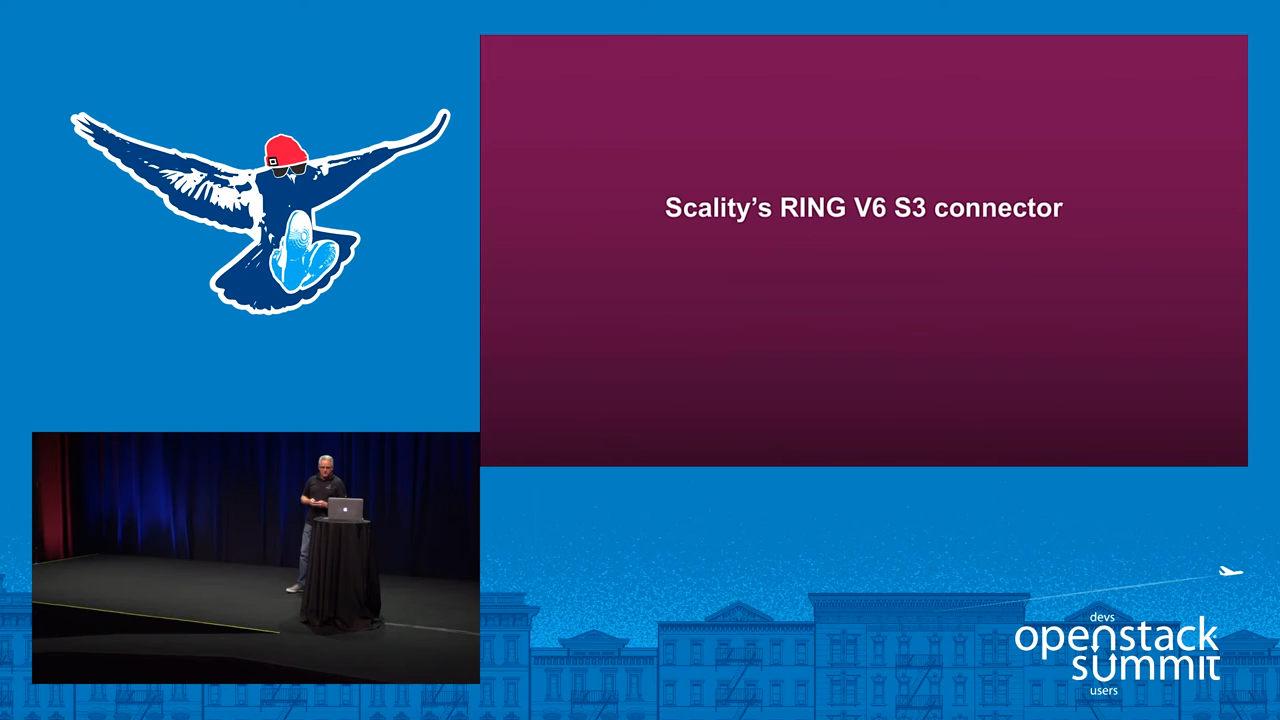 Scality’s RING V6 S3 connector
devs
openstack
summit
users